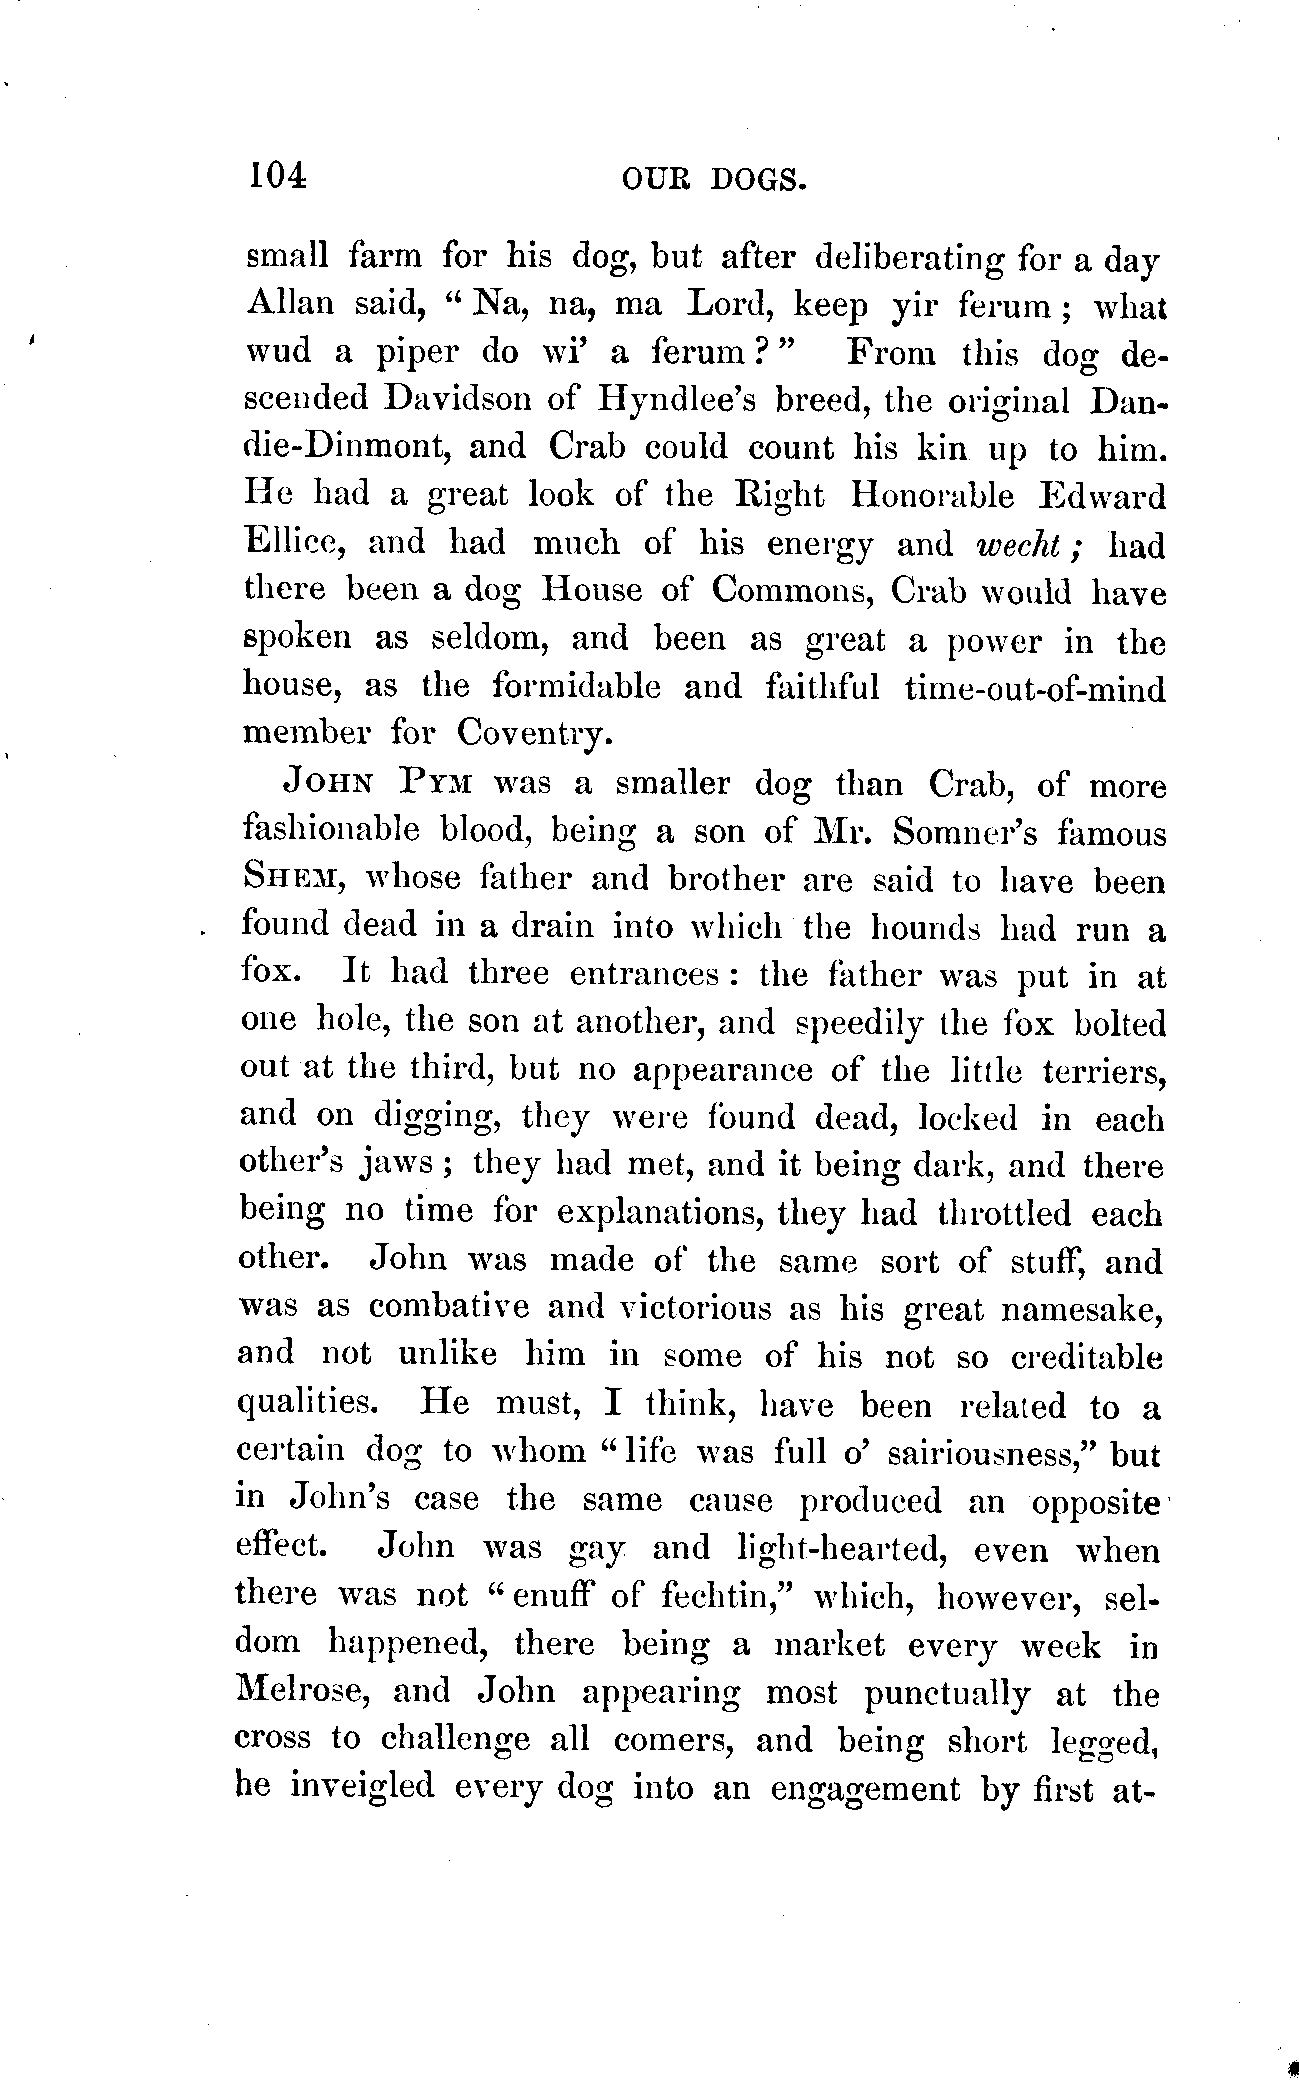 104 OUR DOGS.
small farm for his dog, but after deliberating for a day
Allan said, “Na, na, ma Lord, keep yir ferum; what
wud a piper do wi’ a ferum?” From this dog de-
scended Davidson of Hyndlee’s breed, the original Dan-
die-Dinmont, and Crab could count his kin up to him.
He had a great look of the Right Honorable Edward
Ellice, and had much of his energy and wecht; had
there been a dog House of Commons, Crab would have
spoken as seldom, and been as great a power in the
house, as the formidable and faithful time-out-of-mind
member for Coventry.
JOHN PYM was a smaller dog than Crab, of more
fashionable blood, being a son of Mr. Somner’s famous
SHEM, whose father and brother are said to have been
found dead in a drain into which the hounds had run a
fox. It had three entrances: the father was put in at
one hole, the son at another, and speedily the fox bolted
out at the third, but no appearance of the little terriers,
and on digging, they were found dead, locked in each
other’s jaws; they had met, and it being dark, and there
being no time for explanations, they had throttled each
other. John was made of the same sort of stuff, and
was as combative and victorious as his great namesake,
and not unlike him in some of his not so creditable
qualities. He must, I think, have been related to a
certain dog to whom “life was full o’ sairiousness,” but
in John’s case the same cause produced an opposite
effect. John was gay and light-hearted, even when
there was not “enuff of fechtin,” which, however, sel-
dom happened, there being a market every week in
Melrose, and John appearing most punctually at the
cross to challenge all comers, and being short legged,
he inveigled every dog into an engagement by first at-